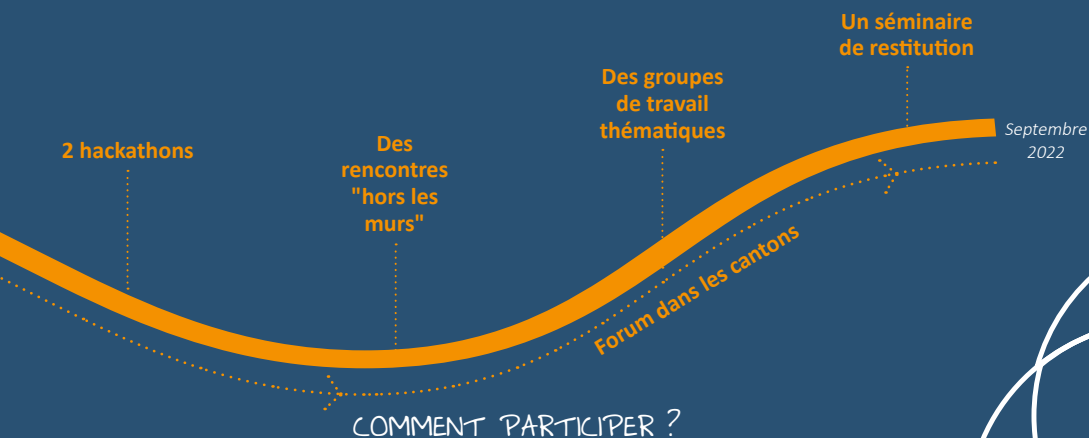 2 hackathons
Des
rencontres
"hors les
murs"
Des groupes
de travail
thématiques
Un séminaire
de restitution
Septembre
2022
Forum dans les cantons
COMMENT PARTICIPER ?